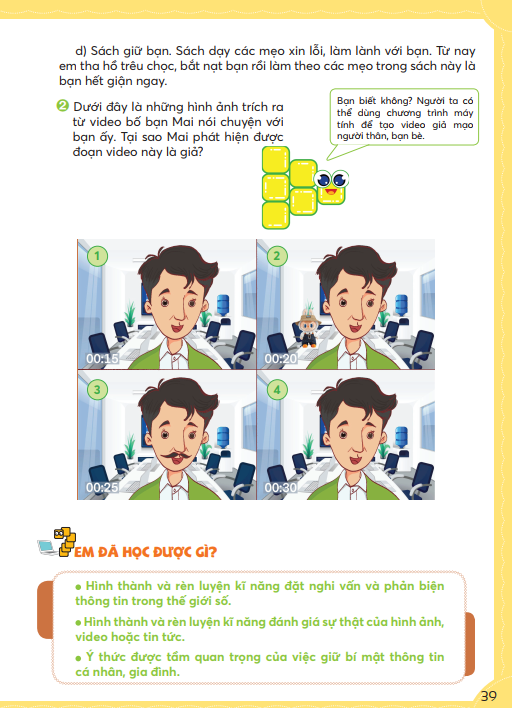 d) Sách giữ bạn. Sách dạy các mẹo xin lỗi, làm lành với bạn. Từ nay
em tha hồ trêu chọc, bắt nạt bạn rồi làm theo các mẹo trong sách này là
bạn hết giận ngay.
2 Dưới đây là những hình ảnh trích ra
từ video bố bạn Mai nói chuyện với
bạn ấy. Tại sao Mai phát hiện được
đoạn video này là giả?
Bạn biết không? Người ta có
thể dùng chương trình máy
tính để tạo video giả mạo
người thân, bạn bè.
1
00:15
2
00:20
3
00:25
4
00:30
EM ĐÃ HỌC ĐƯỢC GÌ?
● Hình thành và rèn luyện kĩ năng đặt nghi vấn và phản biện
thông tin trong thế giới số.
● Hình thành và rèn luyện kĩ năng đánh giá sự thật của hình ảnh,
video hoặc tin tức.
● Ý thức được tầm quan trọng của việc giữ bí mật thông tin
cá nhân, gia đình.
39